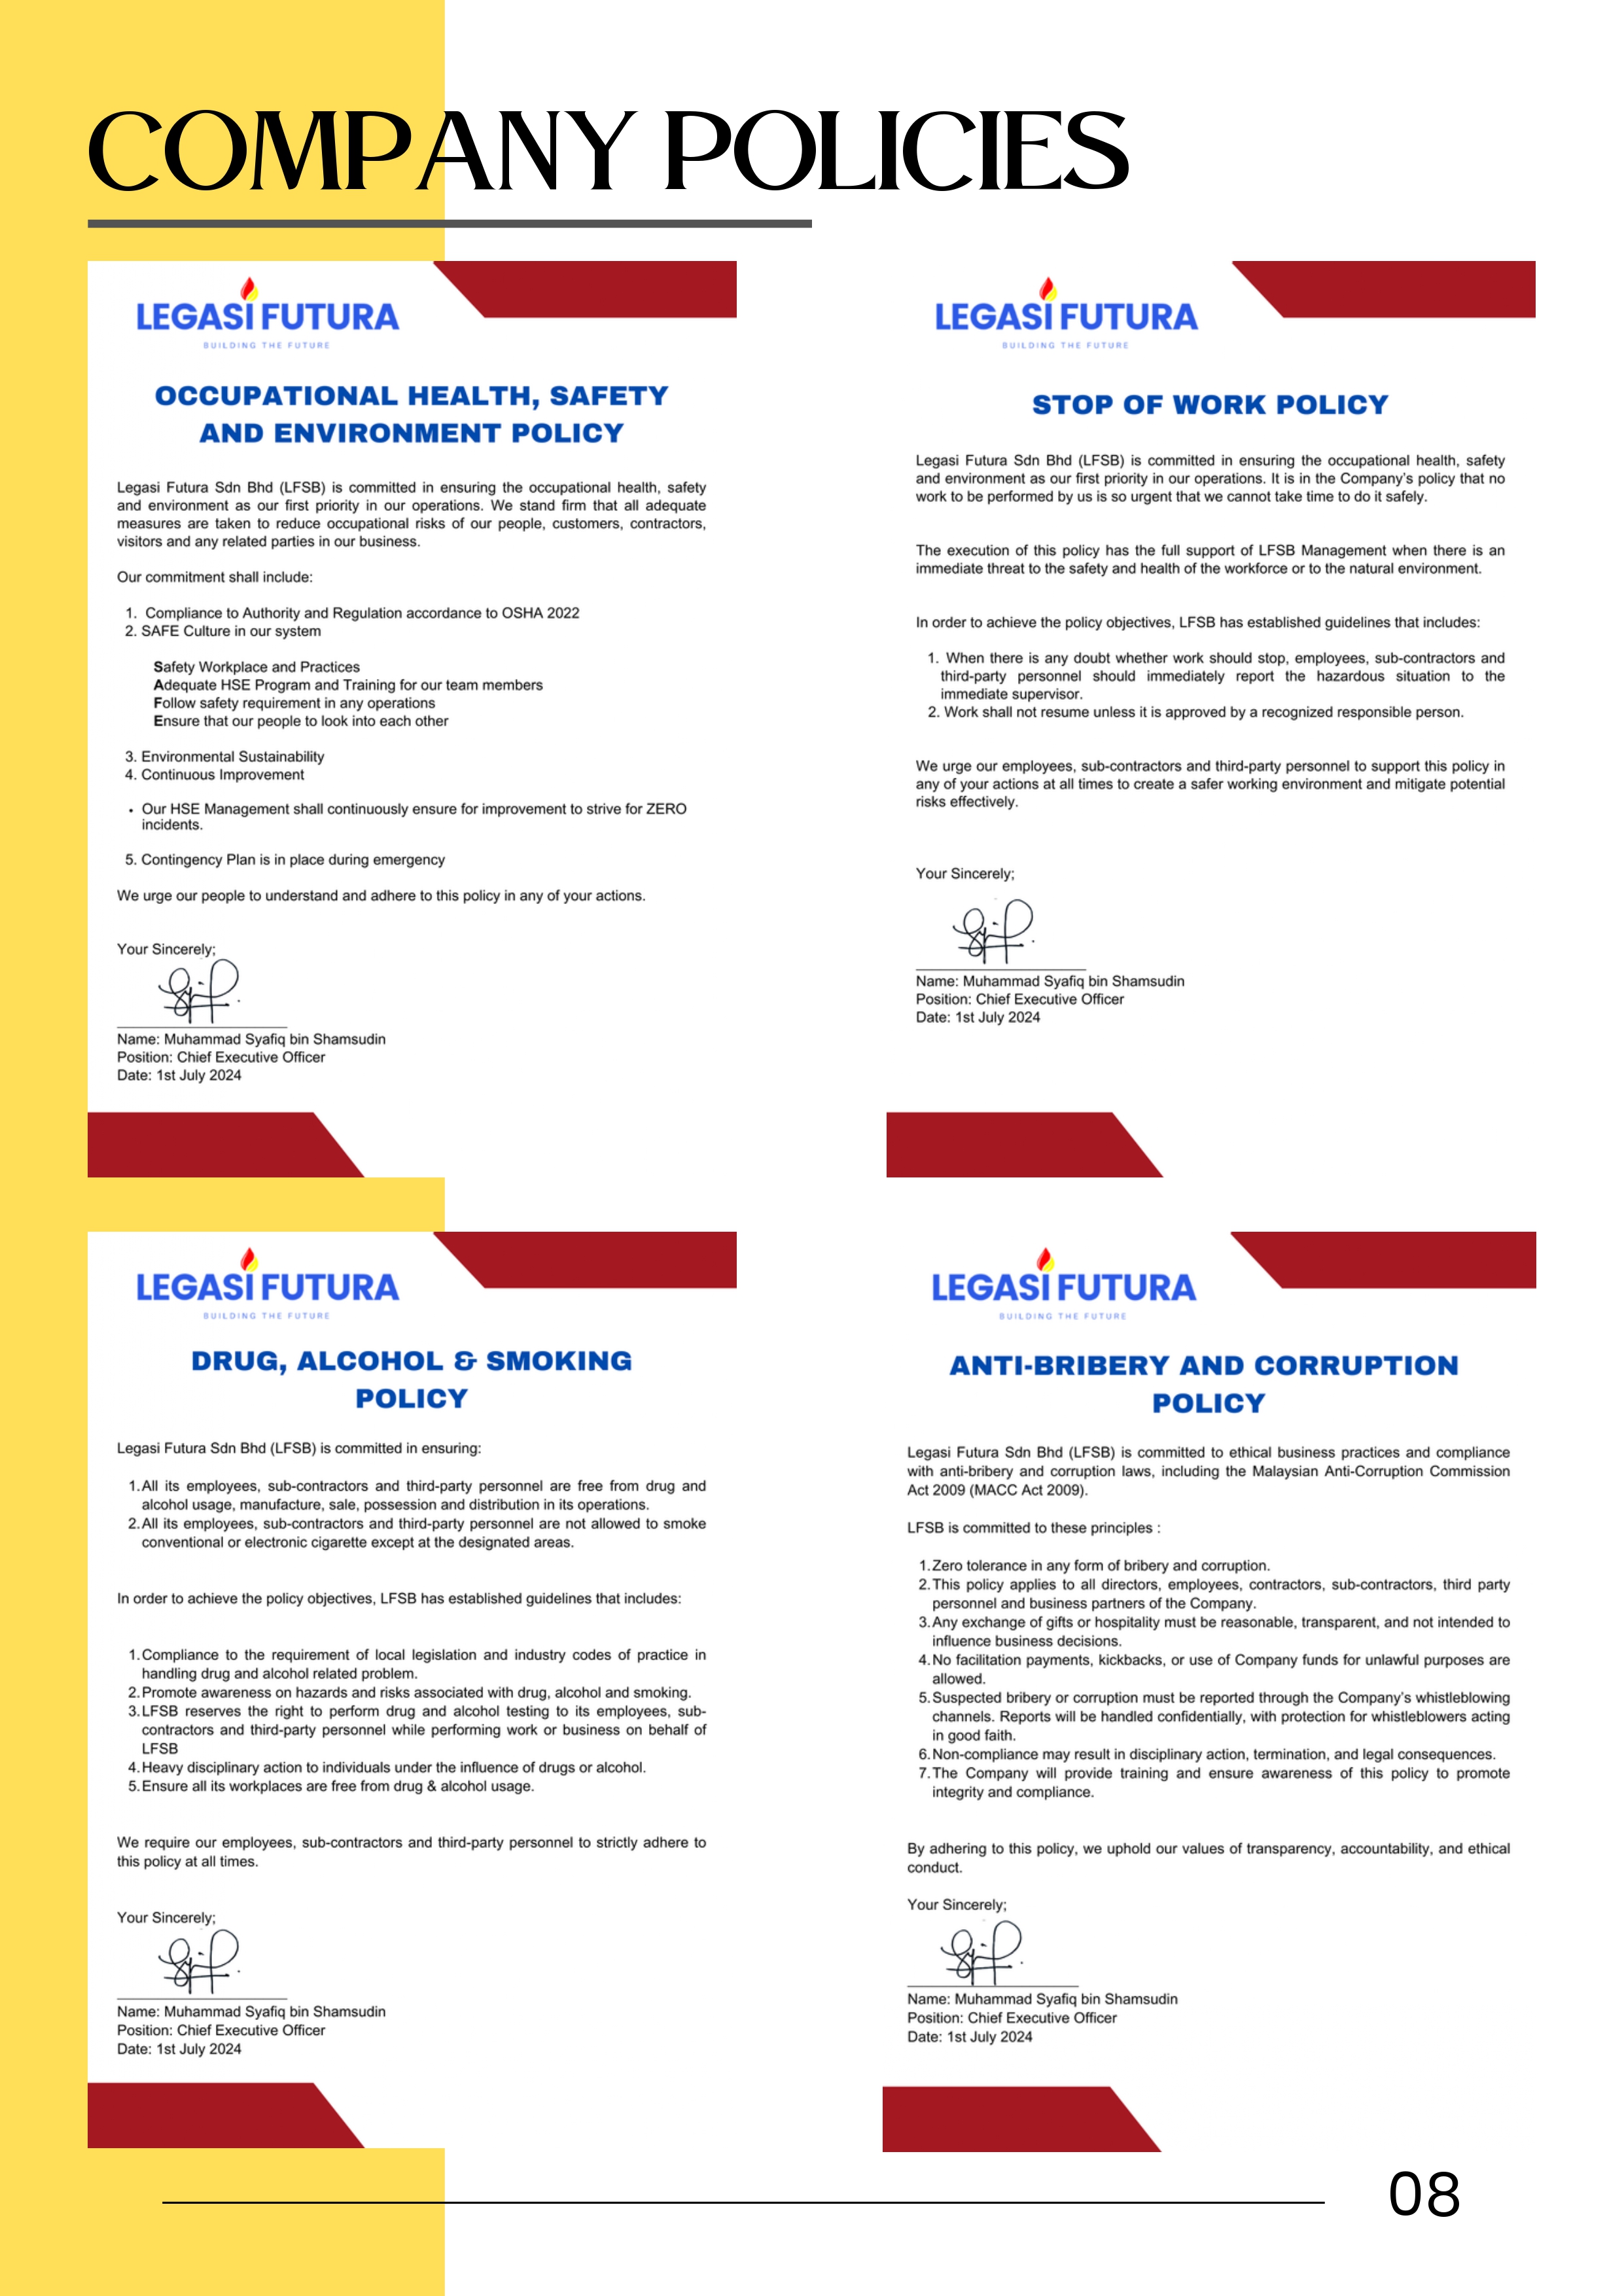 COMPANY POLICIES
LEGASI FUTURA
BUILDING THE FUTURE
OCCUPATIONAL HEALTH, SAFETY
AND ENVIRONMENT POLICY
Legasi Futura Sdn Bhd (LFSB) is committed in ensuring the occupational health, safety
and environment as our first priority in our operations. We stand firm that all adequate
measures are taken to reduce occupational risks of our people, customers, contractors,
visitors and any related parties in our business.
Our commitment shall include:
1. Compliance to Authority and Regulation accordance to OSHA 2022
2. SAFE Culture in our system
Safety Workplace and Practices
Adequate HSE Program and Training for our team members
Follow safety requirement in any operations
Ensure that our people to look into each other
3. Environmental Sustainability
4. Continuous Improvement
• Our HSE Management shall continuously ensure for improvement to strive for ZERO
incidents.
5. Contingency Plan is in place during emergency
We urge our people to understand and adhere to this policy in any of your actions.
Your Sincerely;
Name: Muhammad Syafiq bin Shamsudin
Position: Chief Executive Officer
Date: 1st July 2024
LEGASI FUTURA
BUILDING THE FUTURE
STOP OF WORK POLICY
Legasi Futura Sdn Bhd (LFSB) is committed in ensuring the occupational health, safety
and environment as our first priority in our operations. It is in the Company's policy that no
work to be performed by us is so urgent that we cannot take time to do it safely.
The execution of this policy has the full support of LFSB Management when there is an
immediate threat to the safety and health of the workforce or to the natural environment.
In order to achieve the policy objectives, LFSB has established guidelines that includes:
1. When there is any doubt whether work should stop, employees, sub-contractors and
third-party personnel should immediately report the hazardous situation to the
immediate supervisor.
2. Work shall not resume unless it is approved by a recognized responsible person.
We urge our employees, sub-contractors and third-party personnel to support this policy in
any of your actions at all times to create a safer working environment and mitigate potential
risks effectively.
Your Sincerely;
Name: Muhammad Syafiq bin Shamsudin
Position: Chief Executive Officer
Date: 1st July 2024
LEGASI FUTURA
BUILDING THE FUTURE
DRUG, ALCOHOL & SMOKING
POLICY
Legasi Futura Sdn Bhd (LFSB) is committed in ensuring:
1. All its employees, sub-contractors and third-party personnel are free from drug and
alcohol usage, manufacture, sale, possession and distribution in its operations.
2. All its employees, sub-contractors and third-party personnel are not allowed to smoke
conventional or electronic cigarette except at the designated areas.
In order to achieve the policy objectives, LFSB has established guidelines that includes:
1. Compliance to the requirement of local legislation and industry codes of practice in
handling drug and alcohol related problem.
2. Promote awareness on hazards and risks associated with drug, alcohol and smoking.
3. LFSB reserves the right to perform drug and alcohol testing to its employees, sub-
contractors and third-party personnel while performing work or business on behalf of
LFSB
4. Heavy disciplinary action to individuals under the influence of drugs or alcohol.
5. Ensure all its workplaces are free from drug & alcohol usage.
We require our employees, sub-contractors and third-party personnel to strictly adhere to
this policy at all times.
Your Sincerely;
Name: Muhammad Syafiq bin Shamsudin
Position: Chief Executive Officer
Date: 1st July 2024
LEGASI FUTURA
BUILDING THE FUTURE
ANTI-BRIBERY AND CORRUPTION
POLICY
Legasi Futura Sdn Bhd (LFSB) is committed to ethical business practices and compliance
with anti-bribery and corruption laws, including the Malaysian Anti-Corruption Commission
Act 2009 (MACC Act 2009).
LFSB is committed to these principles :
1. Zero tolerance in any form of bribery and corruption.
2. This policy applies to all directors, employees, contractors, sub-contractors, third party
personnel and business partners of the Company.
3. Any exchange of gifts or hospitality must be reasonable, transparent, and not intended to
influence business decisions.
4. No facilitation payments, kickbacks, or use of Company funds for unlawful purposes are
allowed.
5. Suspected bribery or corruption must be reported through the Company's whistleblowing
channels. Reports will be handled confidentially, with protection for whistleblowers acting
in good faith.
6. Non-compliance may result in disciplinary action, termination, and legal consequences.
7. The Company will provide training and ensure awareness of this policy to promote
integrity and compliance.
By adhering to this policy, we uphold our values of transparency, accountability, and ethical
conduct.
Your Sincerely;
Name: Muhammad Syafiq bin Shamsudin
Position: Chief Executive Officer
Date: 1st July 2024
08